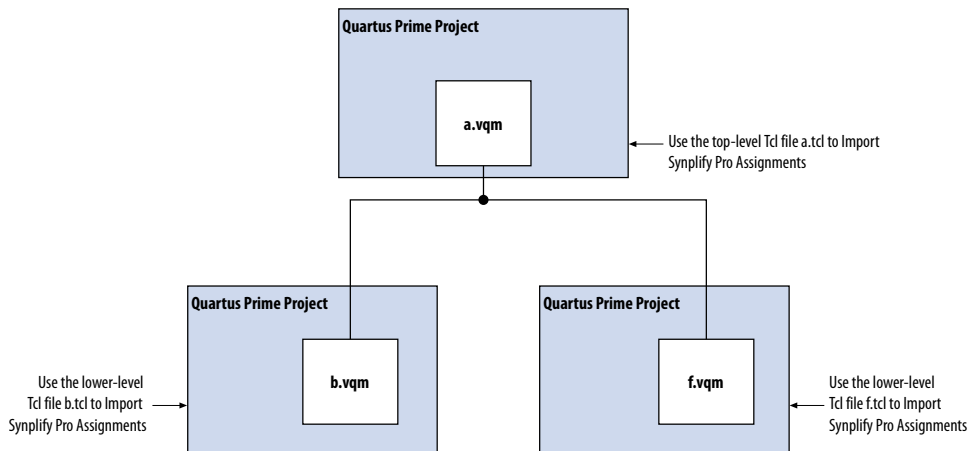 Quartus Prime Project
a.vqm
Use the top-level Tcl file a.tcl to Import
Synplify Pro Assignments
Quartus Prime Project
b.vqm
Use the lower-level
Tcl file b.tcl to Import
Synplify Pro Assignments
Quartus Prime Project
f.vqm
Use the lower-level
Tcl file f.tcl to Import
Synplify Pro Assignments